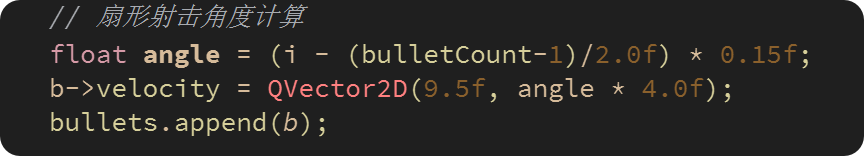 // 扇形射击角度计算
float angle = (i - (bulletCount-1)/2.0f) * 0.15f;
b->velocity = QVector2D(9.5f, angle * 4.0f);
bullets.append(b);